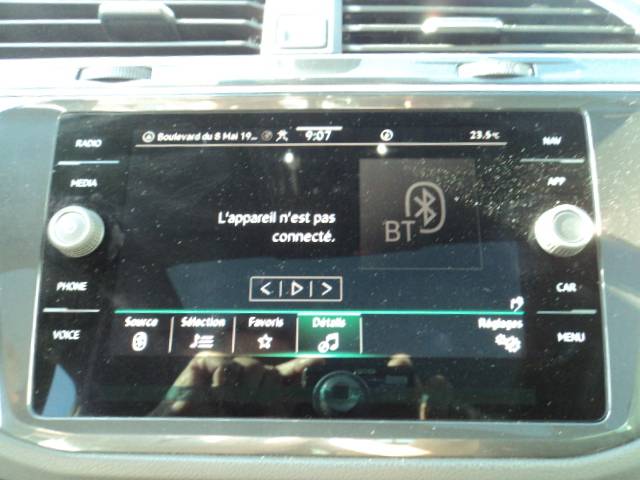 RADIO
MEDIA
PHONE
VOICE
Boulevard du 8 Mai 19... 9:07 23.5°C
L'appareil n'est pas
connecté.
BT
Source Sélection Favoris Détails Réglages
NAV
APP
CAR
MENU